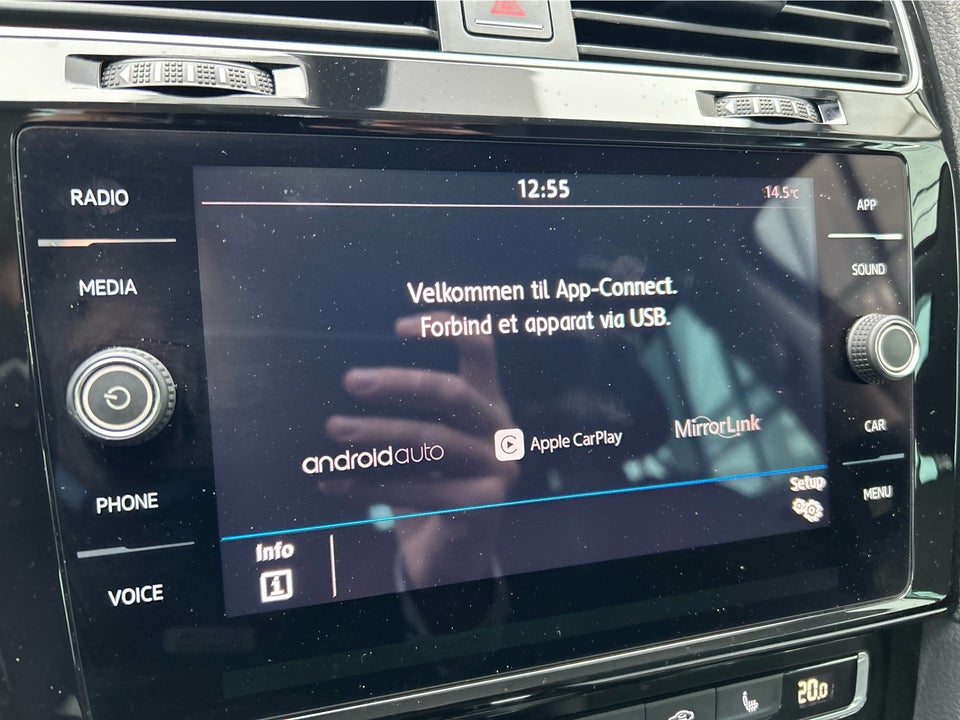 RADIO
MEDIA
PHONE
VOICE
12:55
14.5°C
Velkommen til App-Connect.
Forbind et apparat via USB.
androidauto
Apple CarPlay
MirrorLink
Setup
Info
i
APP
SOUND
CAR
MENU
20.0